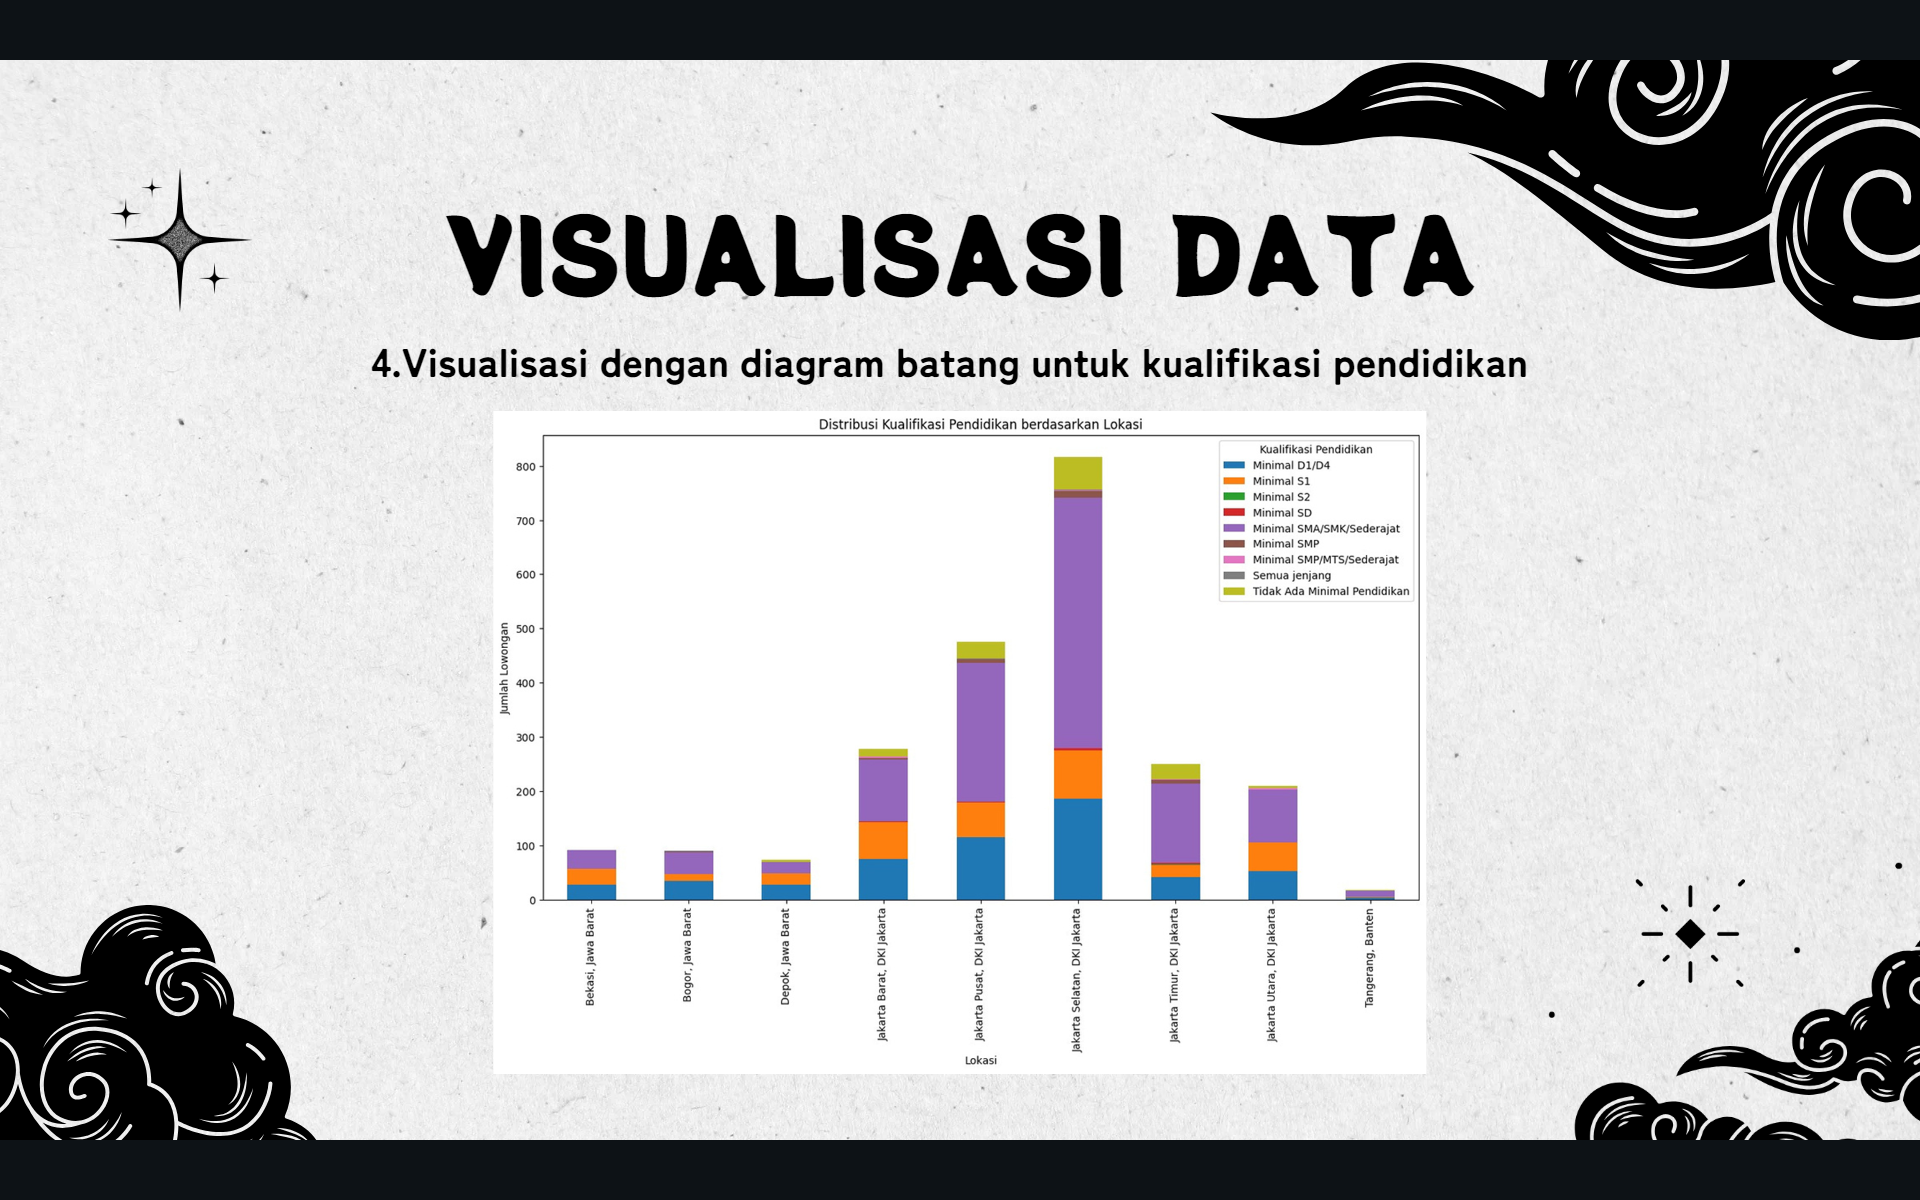 VISUALISASI DATA
4.Visualisasi dengan diagram batang untuk kualifikasi pendidikan
Distribusi Kualifikasi Pendidikan berdasarkan Lokasi
Kualifikasi Pendidikan
Minimal D1/D4
Minimal S1
Minimal S2
Minimal SD
Minimal SMA/SMK/Sederajat
Minimal SMP
Minimal SMP/MTS/Sederajat
Semua jenjang
Tidak Ada Minimal Pendidikan
Jumlah Lowongan
800
700
600
500
400
300
200
100
0
Bekasi, Jawa Barat
Bogor, Jawa Barat
Depok, Jawa Barat
Jakarta Barat, DKI Jakarta
Jakarta Pusat, DKI Jakarta
Jakarta Selatan, DKI Jakarta
Jakarta Timur, DKI Jakarta
Jakarta Utara, DKI Jakarta
Tangerang, Banten
Lokasi